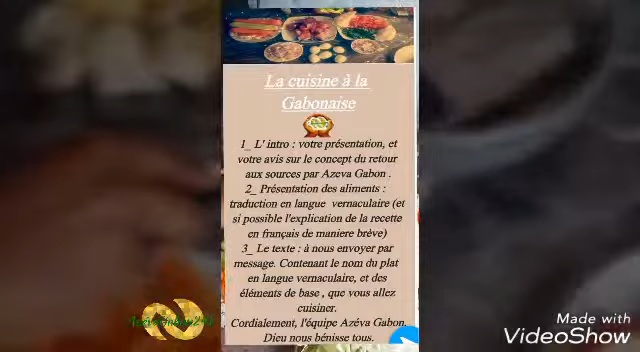 La cuisine à la
Gabonaise
1_ L' intro : votre présentation, et
votre avis sur le concept du retour
aux sources par Azeva Gabon .
2_ Présentation des aliments :
traduction en langue vernaculaire (et
si possible l'explication de la recette
en français de maniere brève)
3_ Le texte : à nous envoyer par
message. Contenant le nom du plat
en langue vernaculaire, et des
éléments de base , que vous allez
cuisiner.
Cordialement, l'équipe Azéva Gabon.
Dieu nous bénisse tous.
Made with
VideoShow